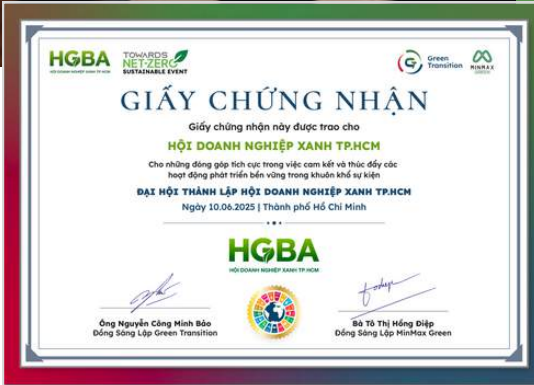 HGBA
HỘI DOANH NGHIỆP XANH TP HCM
TOWARDS
NET-ZERO
SUSTAINABLE EVENT
Green
Transition
MINMAX
GREEN
GIẤY CHỨNG NHẬN
Giấy chứng nhận này được trao cho
HỘI DOANH NGHIỆP XANH TP.HCM
Cho những đóng góp tích cực trong việc cam kết và thúc đẩy các
hoạt động phát triển bền vững trong khuôn khổ sự kiện
ĐẠI HỘI THÀNH LẬP HỘI DOANH NGHIỆP XANH TP.HCM
Ngày 10.06.2025 | Thành phố Hồ Chí Minh
HGBA
HỘI DOANH NGHIỆP XANH TP HCM
Ông Nguyễn Công Minh Bảo
Đồng Sáng Lập Green Transition
Bà Tô Thị Hồng Điệp
Đồng Sáng Lập MinMax Green